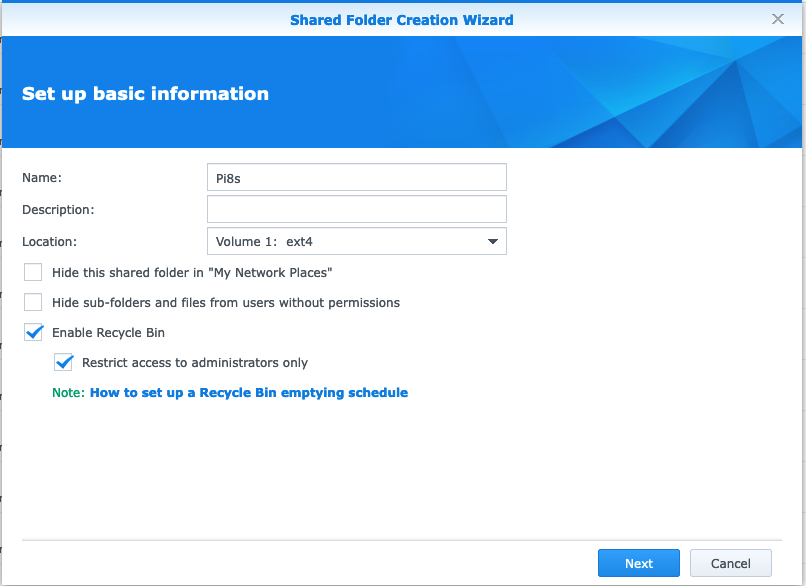 Shared Folder Creation Wizard
Set up basic information
Name: Pi8s
Description:
Location: Volume 1: ext4
Hide this shared folder in "My Network Places"
Hide sub-folders and files from users without permissions
Enable Recycle Bin
Restrict access to administrators only
Note: How to set up a Recycle Bin emptying schedule
Next Cancel